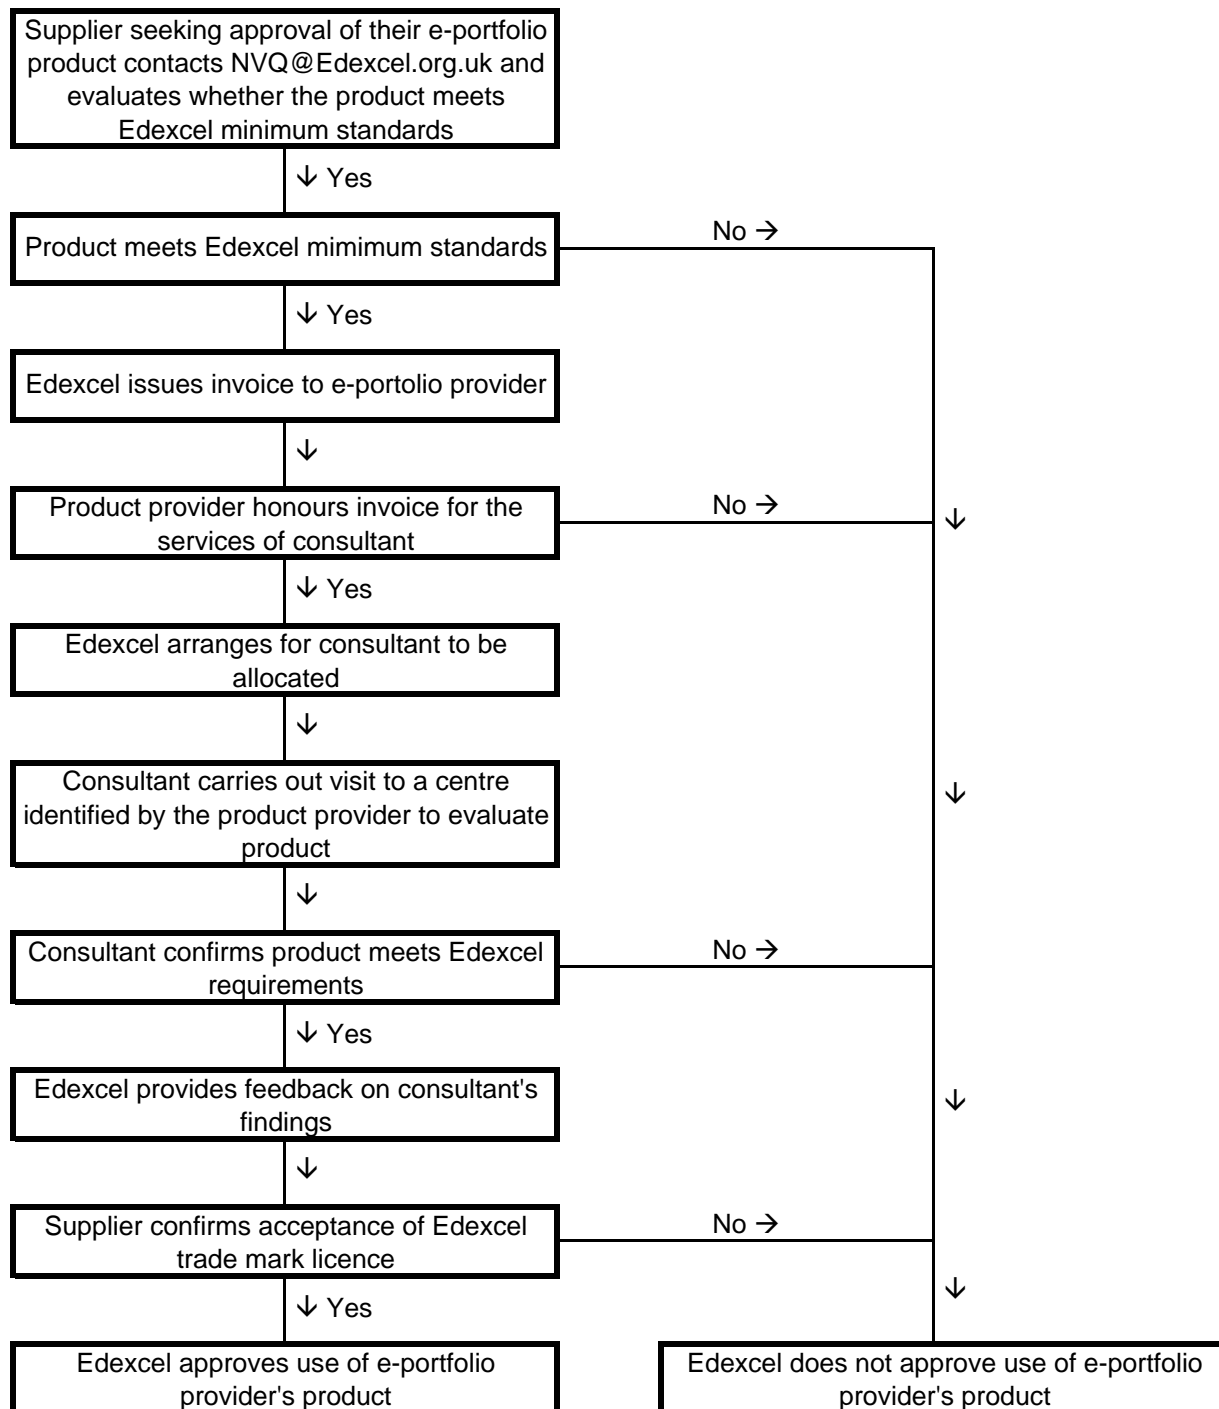 Supplier seeking approval of their e-portfolio
product contacts NVQ@Edexcel.org.uk and
evaluates whether the product meets
Edexcel minimum standards
↓ Yes
Product meets Edexcel mimimum standards
No →
↓ Yes
Edexcel issues invoice to e-portolio provider
↓
Product provider honours invoice for the
services of consultant
No →
↓
↓ Yes
Edexcel arranges for consultant to be
allocated
↓
Consultant carries out visit to a centre
identified by the product provider to evaluate
product
↓
↓
Consultant confirms product meets Edexcel
requirements
No →
↓ Yes
Edexcel provides feedback on consultant's
findings
↓
↓
Supplier confirms acceptance of Edexcel
trade mark licence
No →
↓
↓ Yes
Edexcel approves use of e-portfolio
provider's product
Edexcel does not approve use of e-portfolio
provider's product